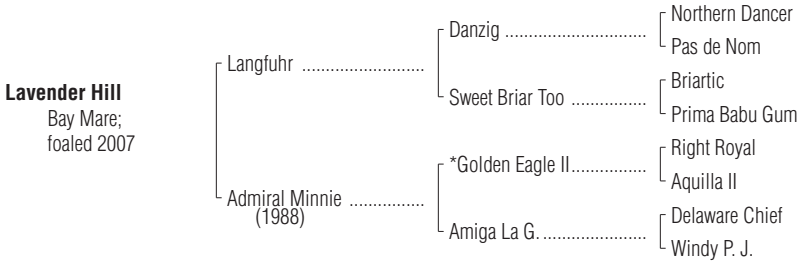 Northern Dancer
Danzig ................................
Pas de Nom
Langfuhr ...........................
Briartic
Sweet Briar Too .................
Prima Babu Gum
Lavender Hill
Bay Mare;
foaled 2007
Right Royal
*Golden Eagle II.................
Aquilla II
Admiral Minnie .................
(1988)
Delaware Chief
Amiga La G. .......................
Windy P. J.